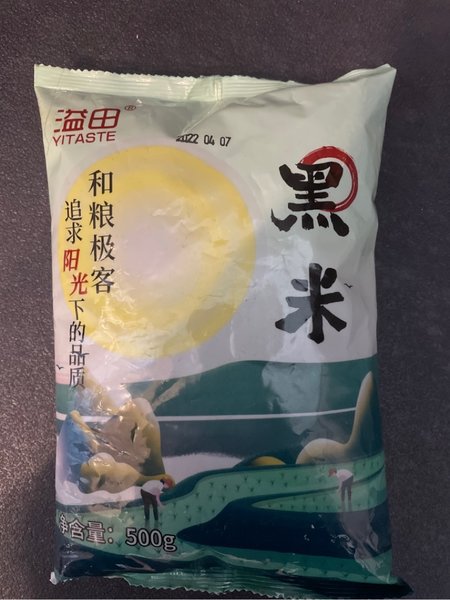 溢田®
YITASTE
2022 04 07
黑米
和粮极客
追求阳光下的品质
净含量：500g